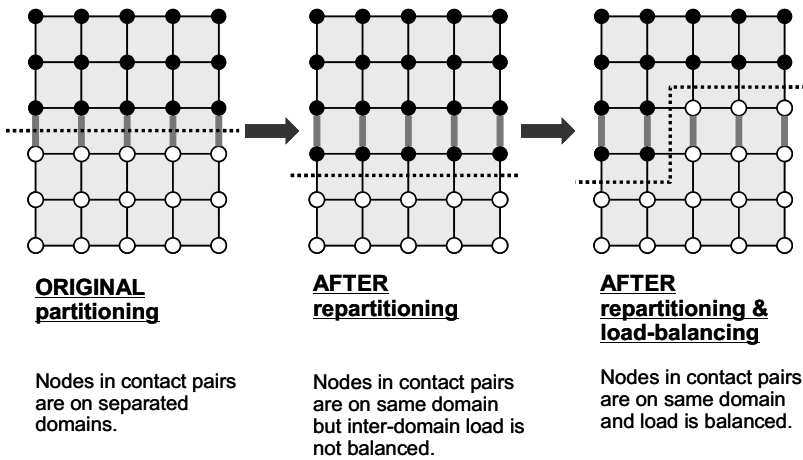 ORIGINAL
partitioning
Nodes in contact pairs
are on separated
domains.
AFTER
repartitioning
Nodes in contact pairs
are on same domain
but inter-domain load is
not balanced.
AFTER
repartitioning &
load-balancing
Nodes in contact pairs
are on same domain
and load is balanced.